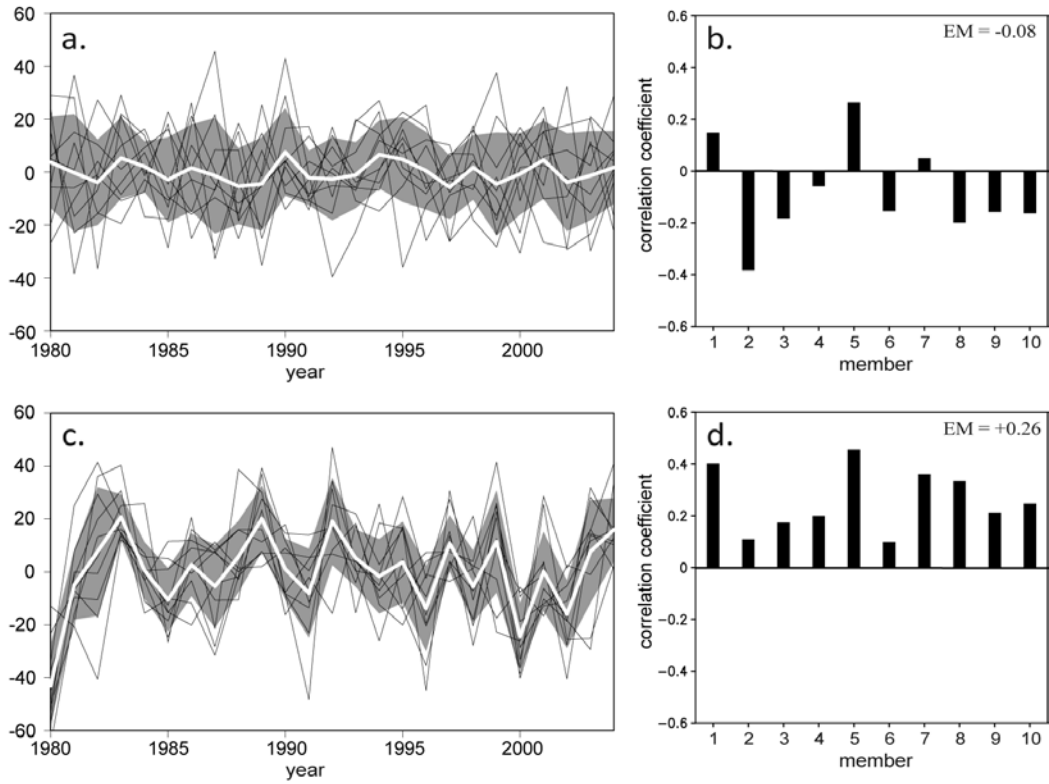 a.
60
40
20
0
-20
-40
-60
1980 1985 1990 1995 2000
year
b.
EM = -0.08
correlation coefficient
0.6
0.4
0.2
0
−0.2
−0.4
−0.6
1 2 3 4 5 6 7 8 9 10
member
c.
60
40
20
0
-20
-40
-60
1980 1985 1990 1995 2000
year
d.
EM = +0.26
correlation coefficient
0.6
0.4
0.2
0
−0.2
−0.4
−0.6
1 2 3 4 5 6 7 8 9 10
member